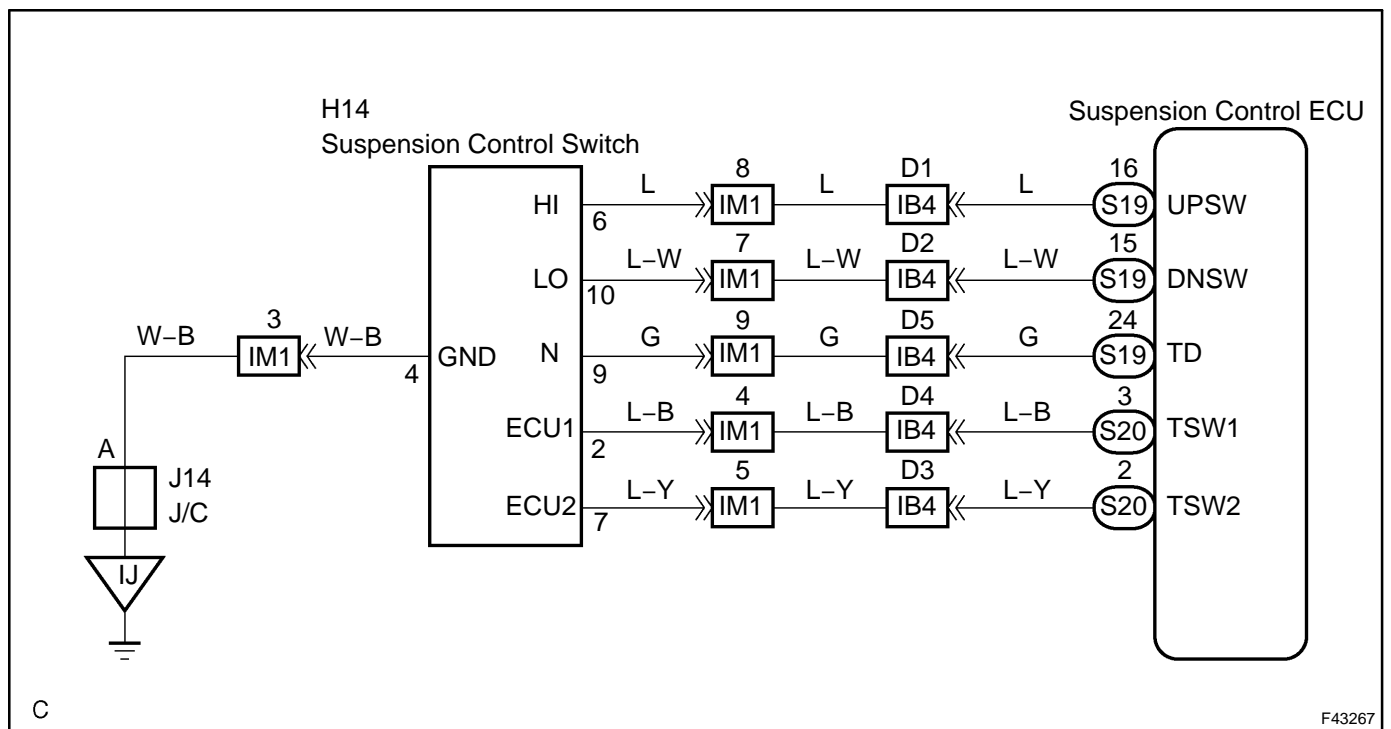 H14
Suspension Control Switch
Suspension Control ECU
8 D1 16
HI L IM1 L IB4 L S19 UPSW
6
7 D2 15
LO L−W IM1 L−W IB4 L−W S19 DNSW
10
3 9 D5 24
W−B IM1 W−B 4 GND N G IM1 G IB4 G S19 TD
9
4 D4 3
ECU1 L−B IM1 L−B IB4 L−B S20 TSW1
2
5 D3 2
ECU2 L−Y IM1 L−Y IB4 L−Y S20 TSW2
7
A
J14
J/C
IJ
C
F43267